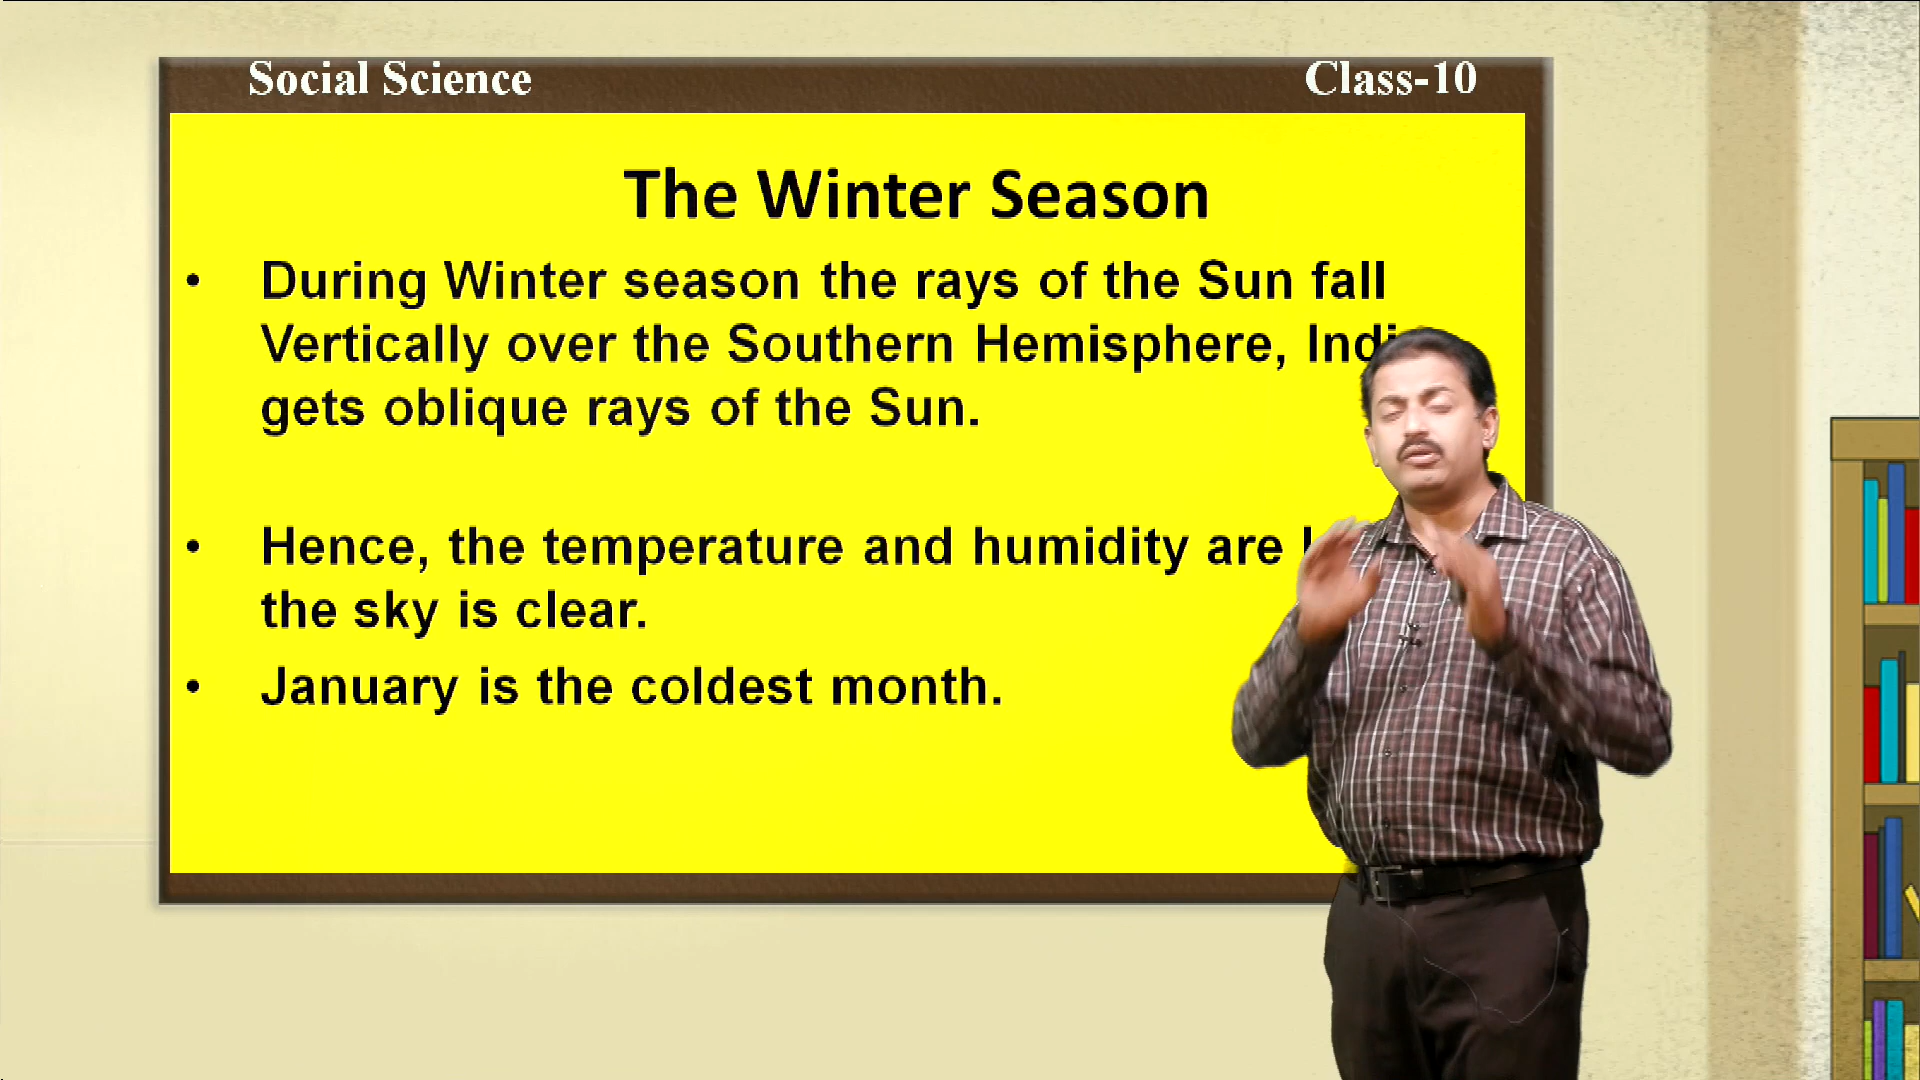 Social Science
Class-10
The Winter Season
• During Winter season the rays of the Sun fall
Vertically over the Southern Hemisphere,
gets oblique rays of the Sun.
• Hence, the temperature and humidity are
the sky is clear.
• January is the coldest month.